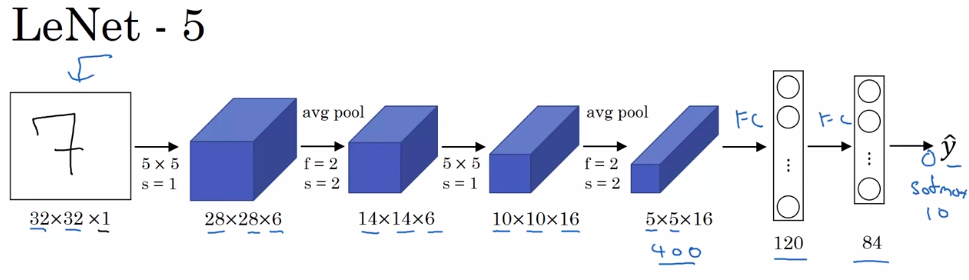 LeNet - 5
7
32×32×1
5 × 5
s = 1
28×28×6
avg pool
f = 2
s = 2
14×14×6
5 × 5
s = 1
10×10×16
avg pool
f = 2
s = 2
5×5×16
400
FC
⋮
120
FC
⋮
84
ŷ
softmax
10